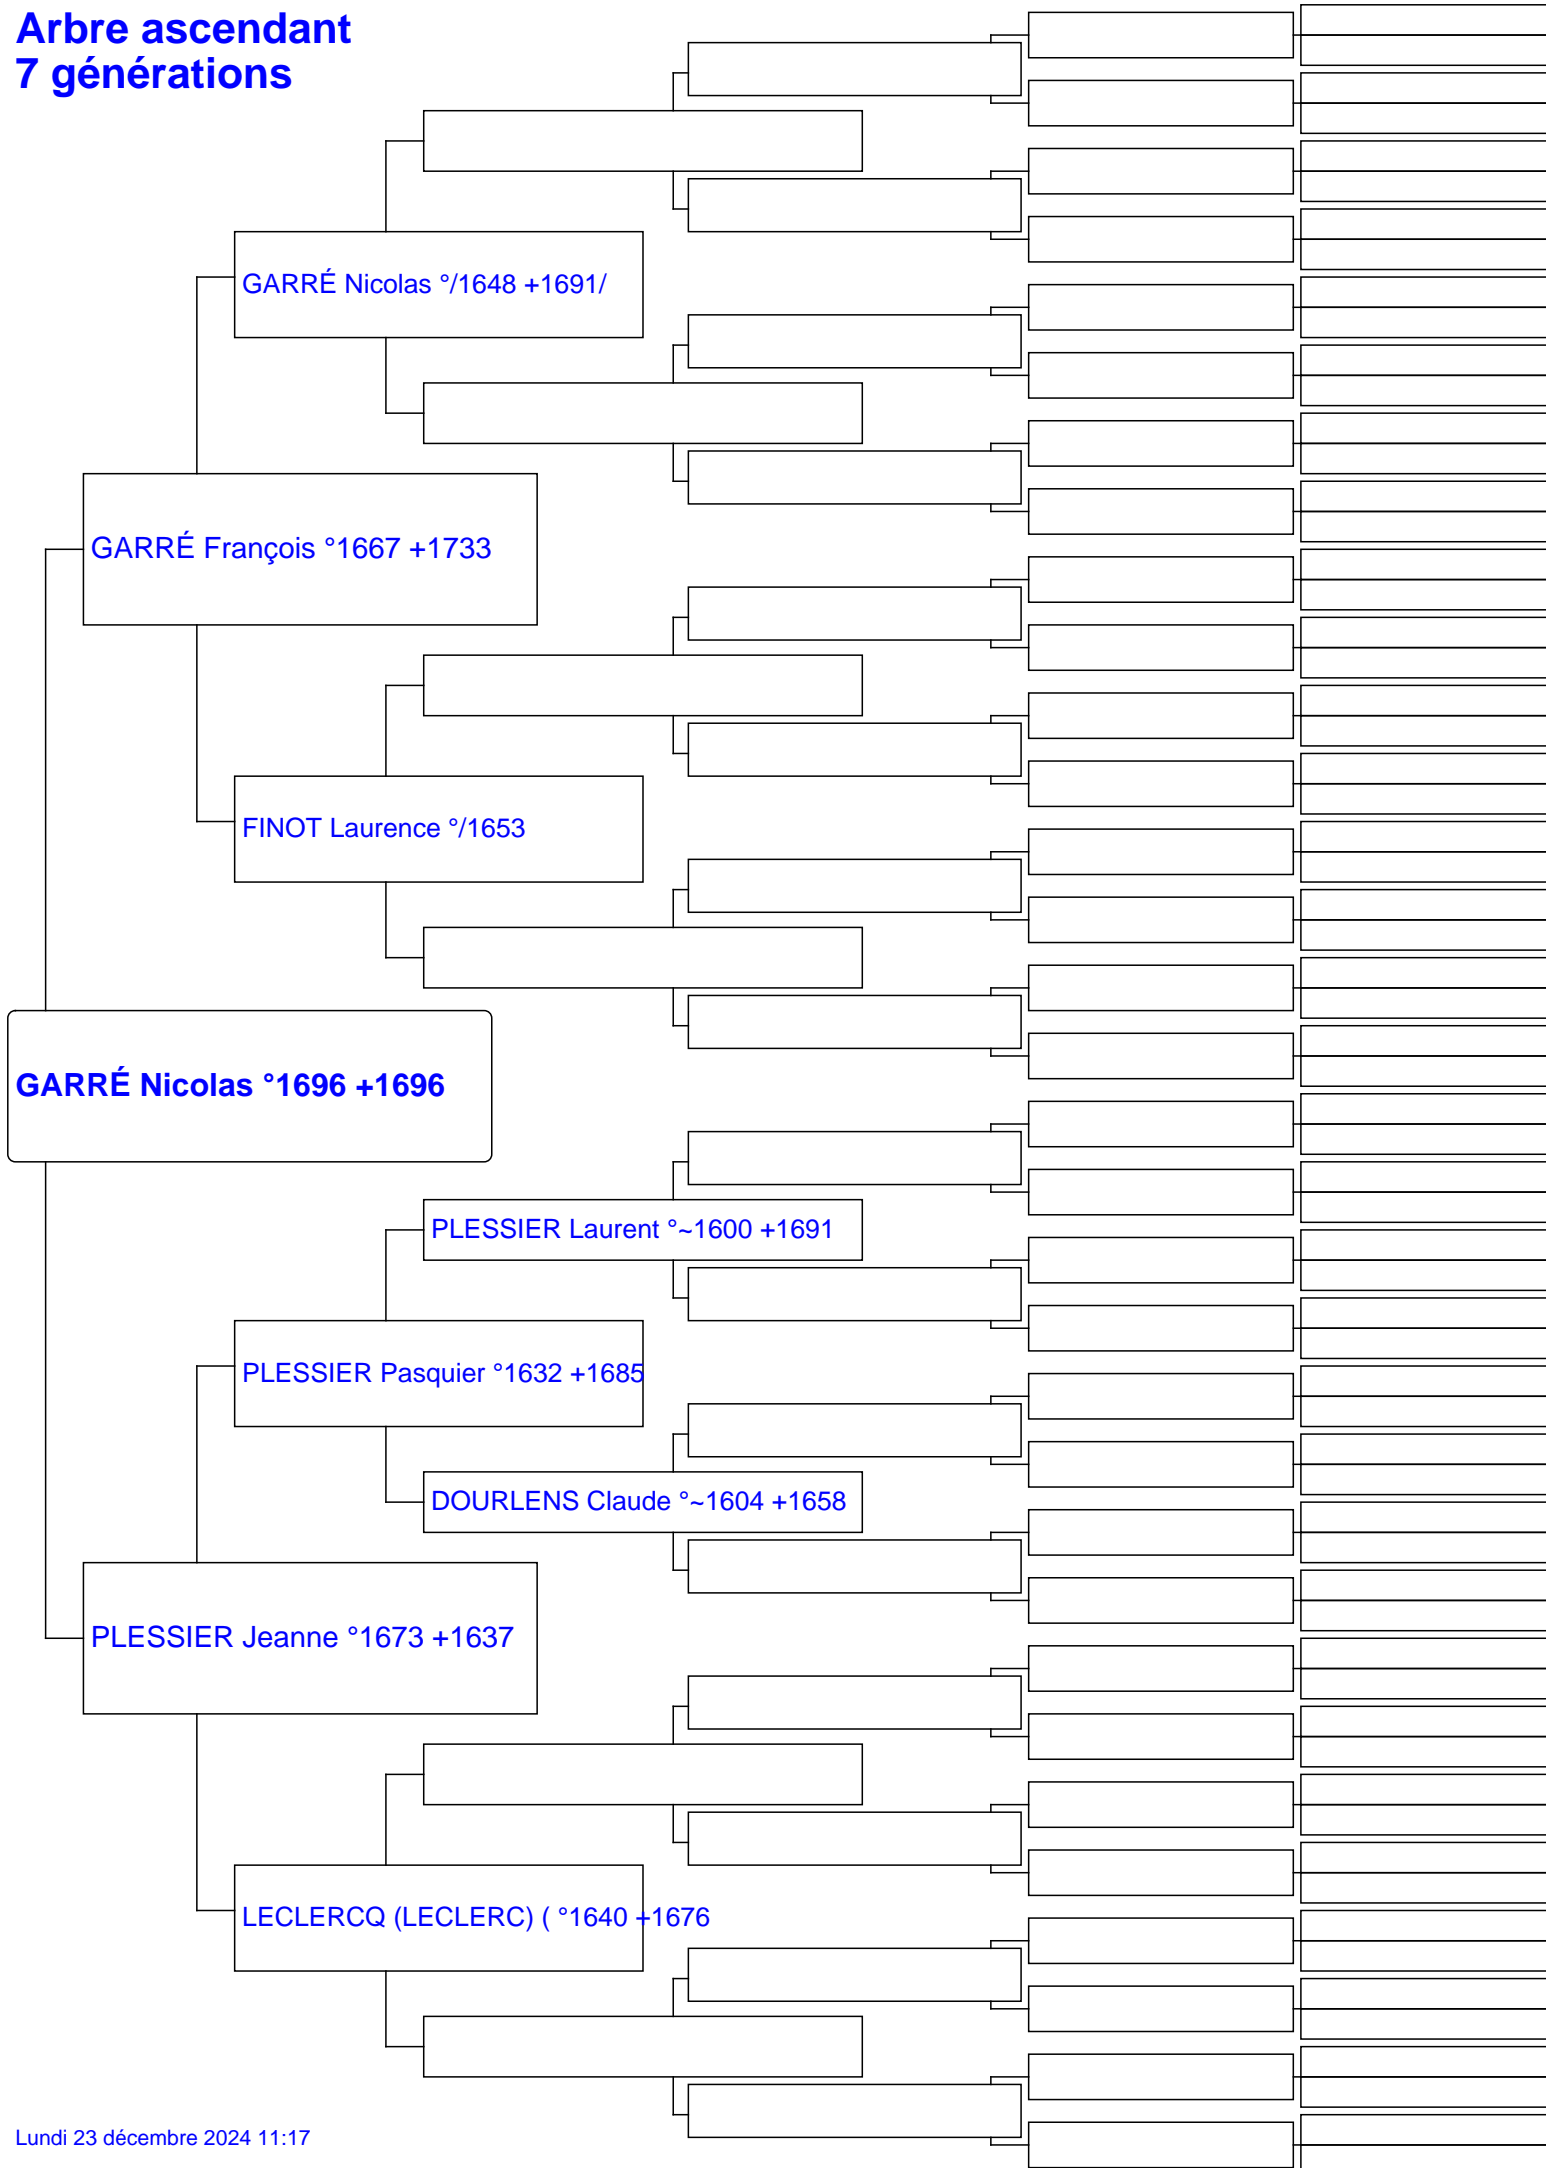 Arbre ascendant
7 générations
GARRÉ Nicolas °/1648 +1691/
GARRÉ François °1667 +1733
FINOT Laurence °/1653
GARRÉ Nicolas °1696 +1696
PLESSIER Laurent °~1600 +1691
PLESSIER Pasquier °1632 +1685
DOURLENS Claude °~1604 +1658
PLESSIER Jeanne °1673 +1637
LECLERCQ (LECLERC) ( °1640 +1676
Lundi 23 décembre 2024 11:17